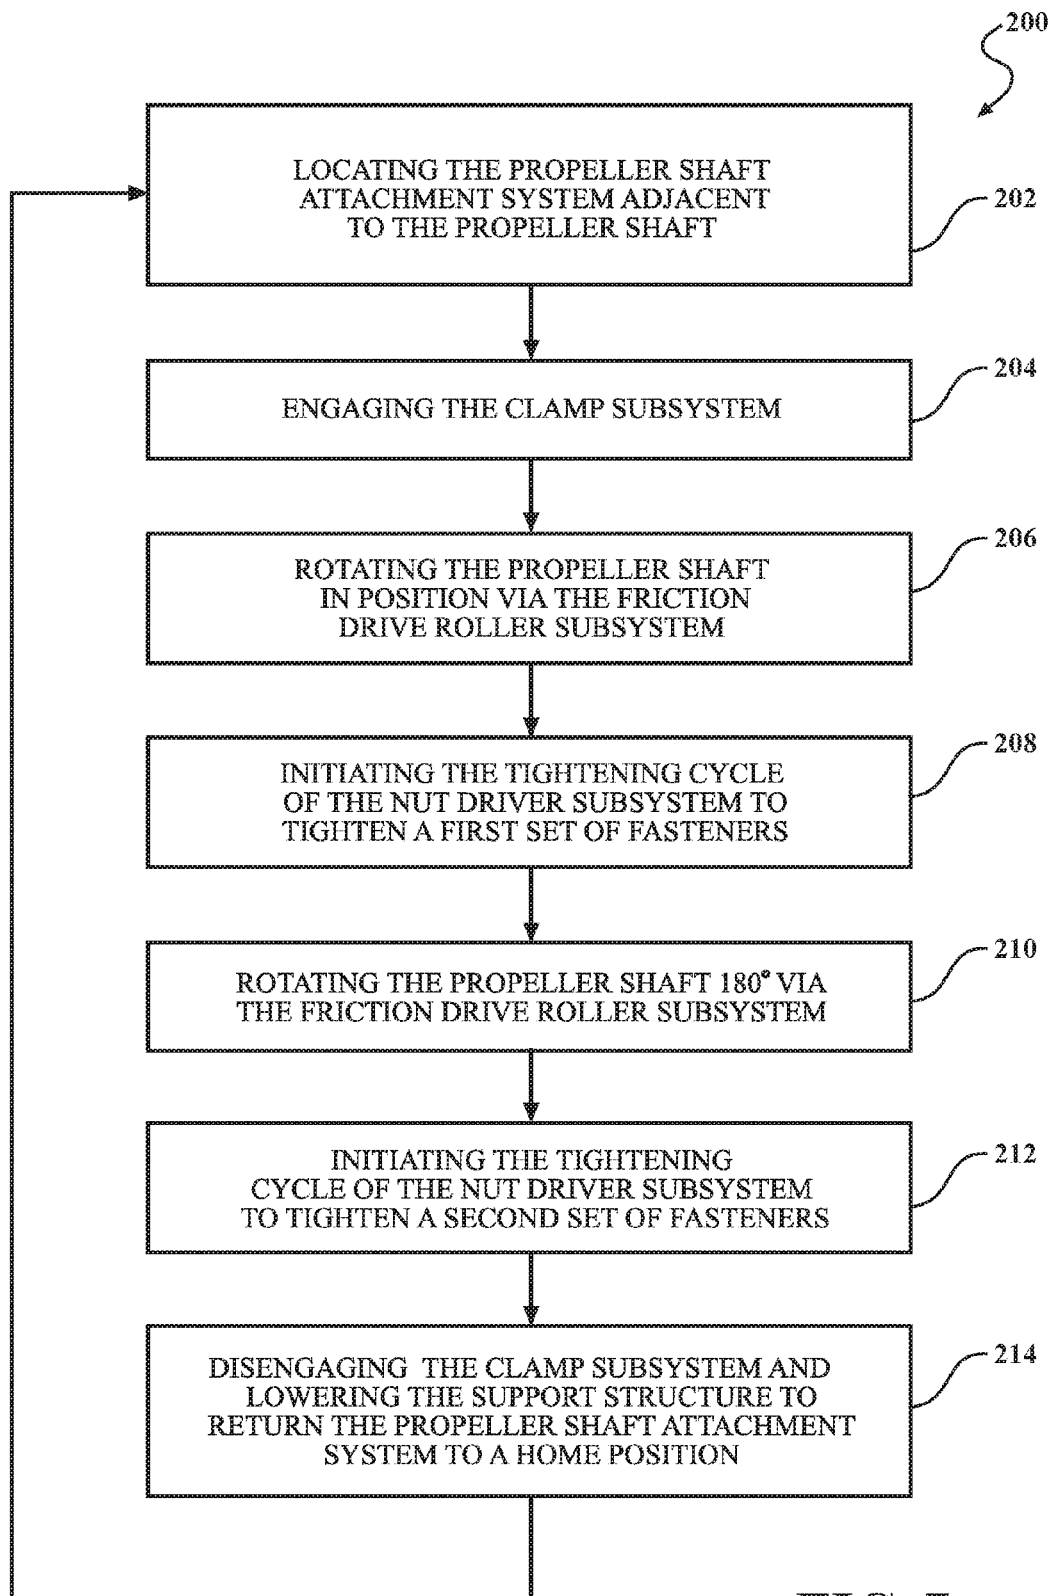 200
LOCATING THE PROPELLER SHAFT
ATTACHMENT SYSTEM ADJACENT
TO THE PROPELLER SHAFT
202
204
ENGAGING THE CLAMP SUBSYSTEM
206
ROTATING THE PROPELLER SHAFT
IN POSITION VIA THE FRICTION
DRIVE ROLLER SUBSYSTEM
208
INITIATING THE TIGHTENING CYCLE
OF THE NUT DRIVER SUBSYSTEM TO
TIGHTEN A FIRST SET OF FASTENERS
210
ROTATING THE PROPELLER SHAFT 180° VIA
THE FRICTION DRIVE ROLLER SUBSYSTEM
212
INITIATING THE TIGHTENING
CYCLE OF THE NUT DRIVER SUBSYSTEM
TO TIGHTEN A SECOND SET OF FASTENERS
214
DISENGAGING THE CLAMP SUBSYSTEM AND
LOWERING THE SUPPORT STRUCTURE TO
RETURN THE PROPELLER SHAFT ATTACHMENT
SYSTEM TO A HOME POSITION